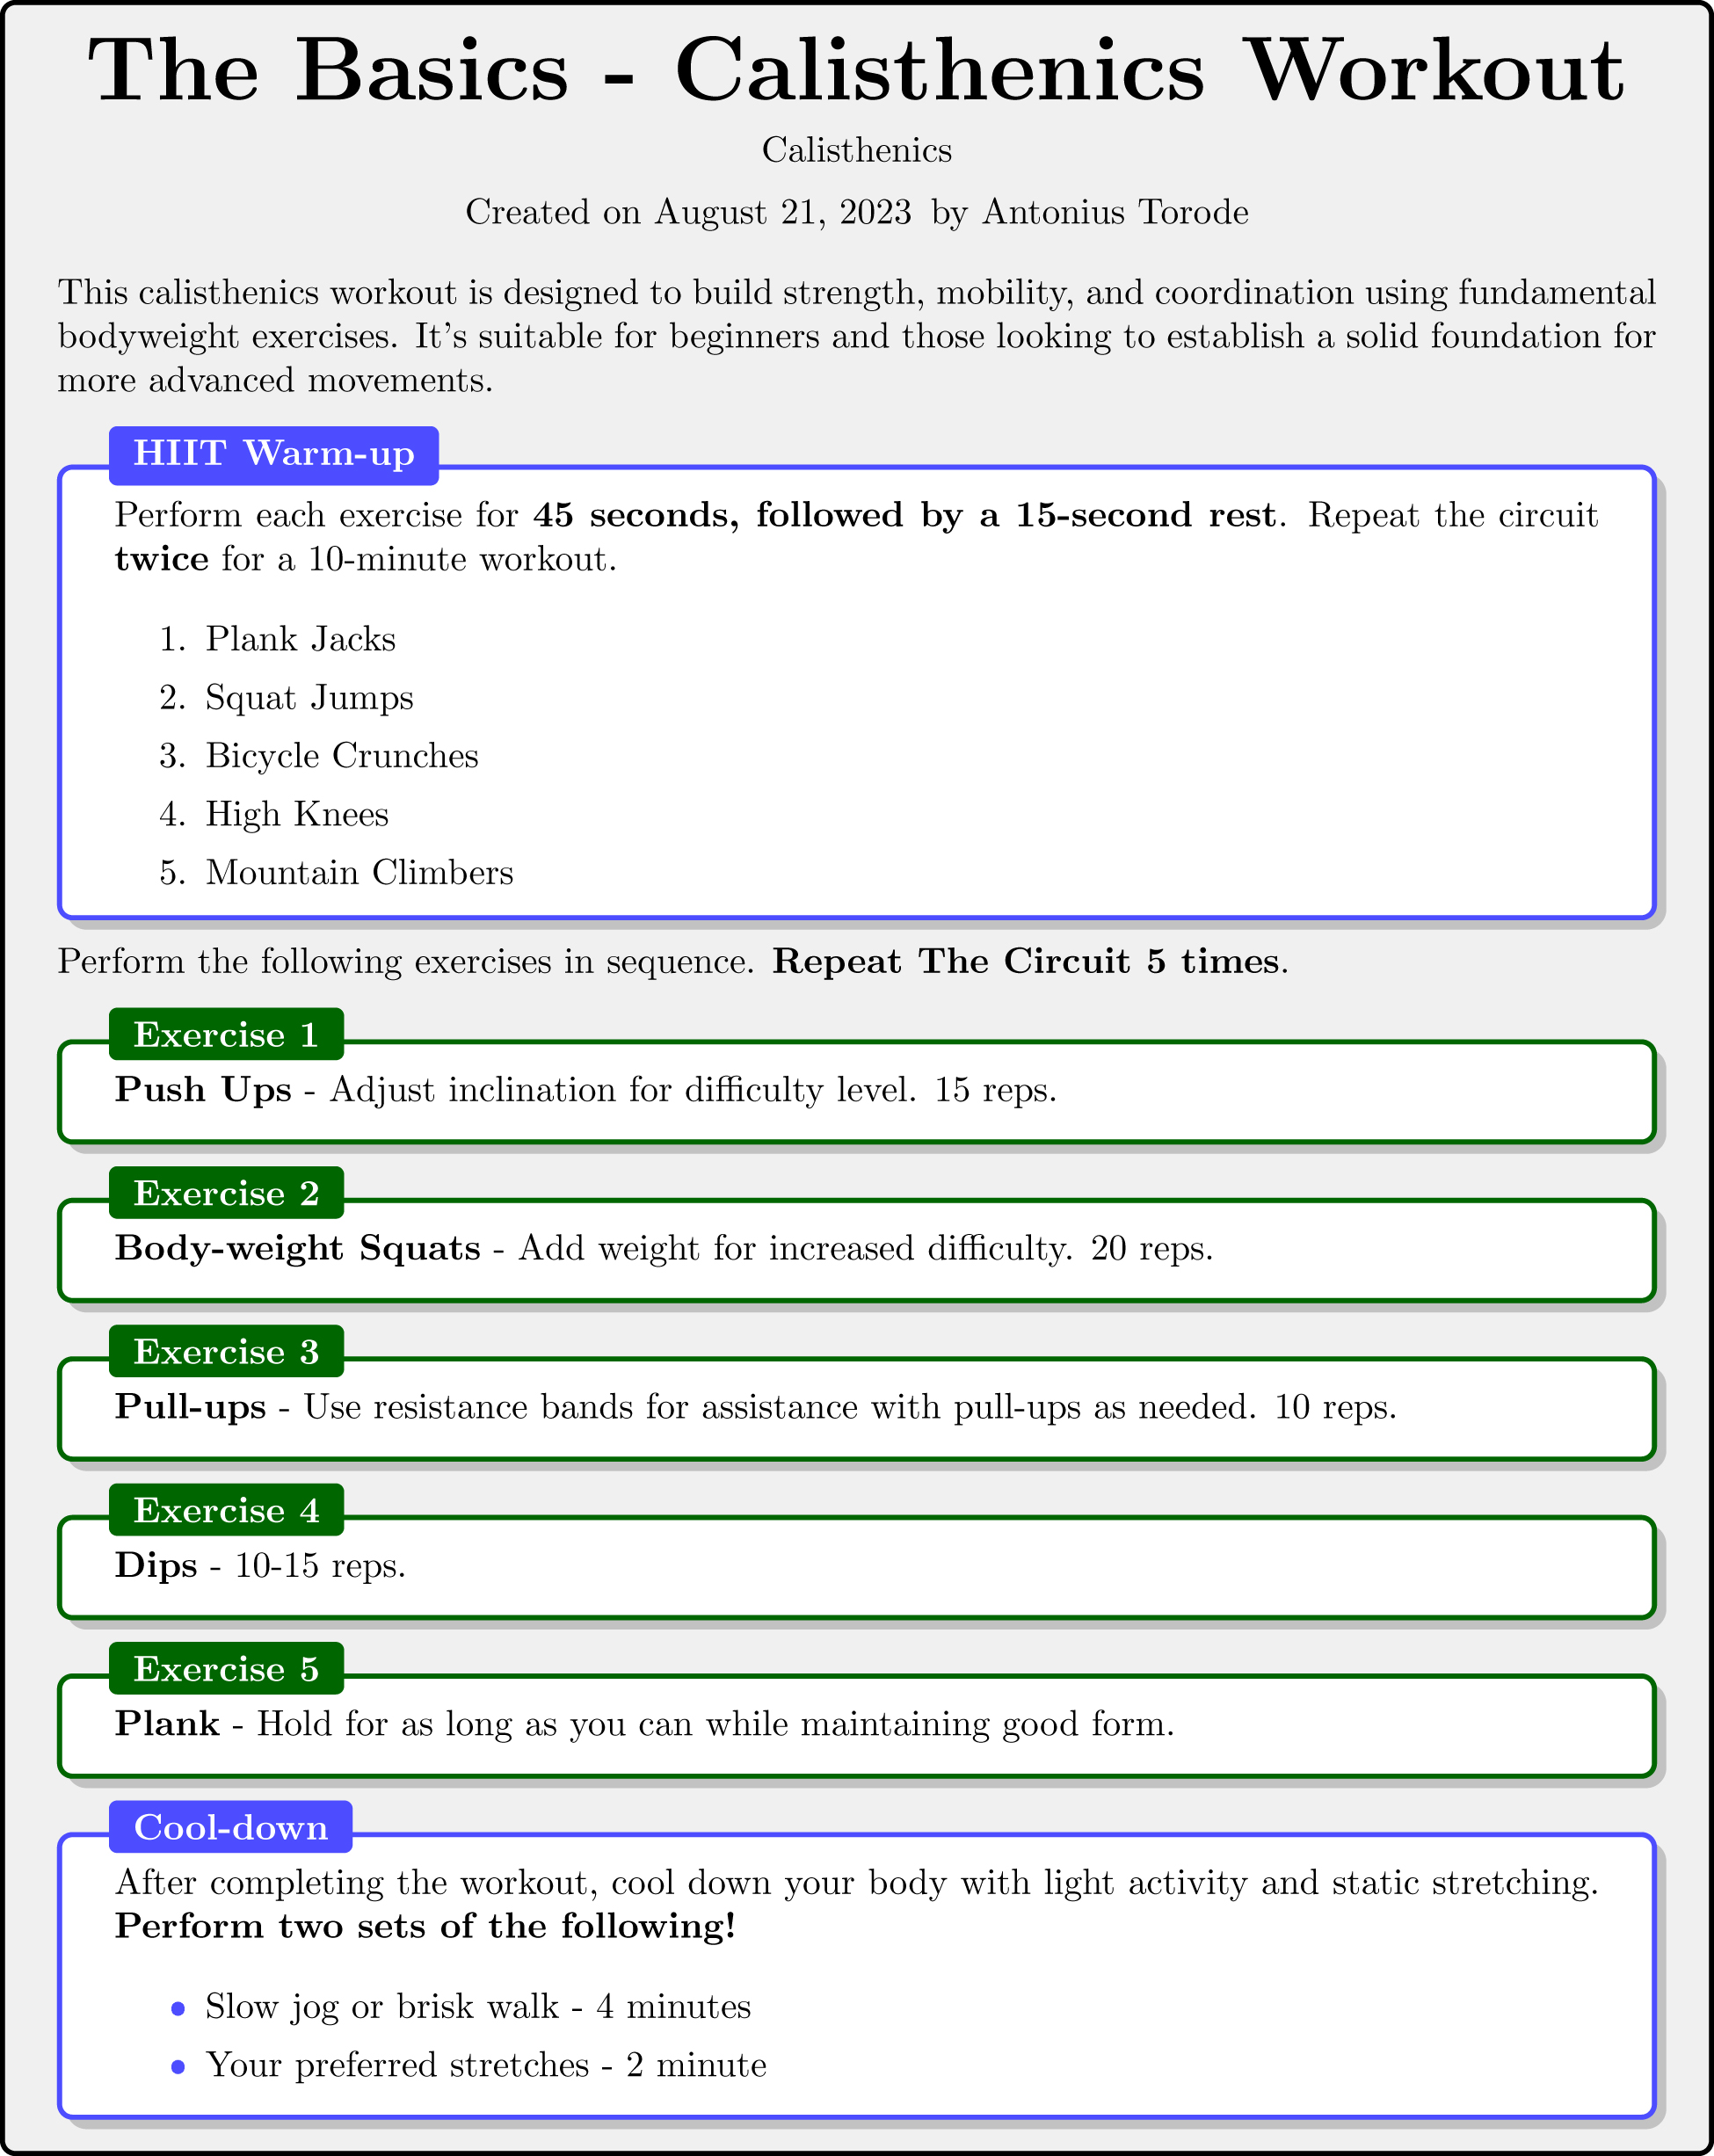 The Basics - Calisthenics Workout
Calisthenics
Created on August 21, 2023 by Antonius Torode
This calisthenics workout is designed to build strength, mobility, and coordination using fundamental
bodyweight exercises. It's suitable for beginners and those looking to establish a solid foundation for
more advanced movements.
HIIT Warm-up
Perform each exercise for 45 seconds, followed by a 15-second rest. Repeat the circuit
twice for a 10-minute workout.
1. Plank Jacks
2. Squat Jumps
3. Bicycle Crunches
4. High Knees
5. Mountain Climbers
Perform the following exercises in sequence. Repeat The Circuit 5 times.
Exercise 1
Push Ups - Adjust inclination for difficulty level. 15 reps.
Exercise 2
Body-weight Squats - Add weight for increased difficulty. 20 reps.
Exercise 3
Pull-ups - Use resistance bands for assistance with pull-ups as needed. 10 reps.
Exercise 4
Dips - 10-15 reps.
Exercise 5
Plank - Hold for as long as you can while maintaining good form.
Cool-down
After completing the workout, cool down your body with light activity and static stretching.
Perform two sets of the following!
• Slow jog or brisk walk - 4 minutes
• Your preferred stretches - 2 minute